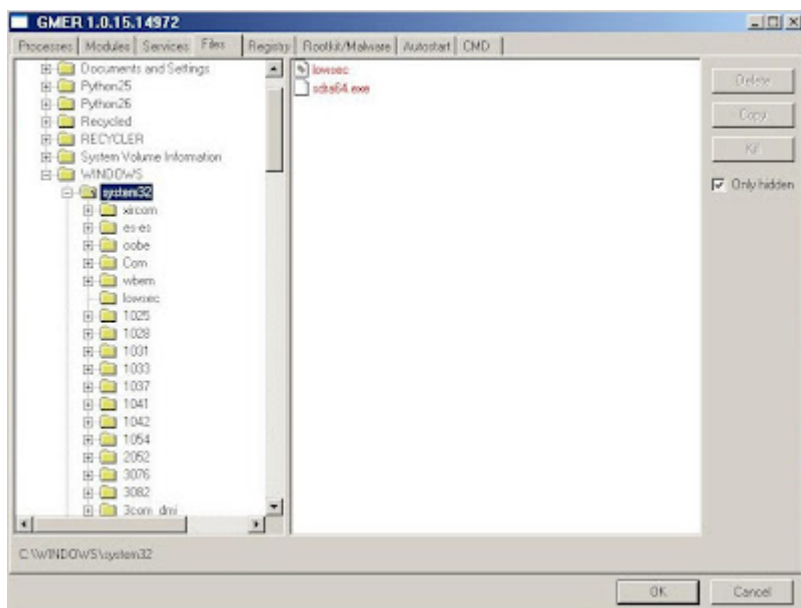 GMER 1.0.15.14972
Processes Modules Services Files Registry Rootkit/Malware Autostart CMD
Documents and Settings
Python25
Python26
Recycled
RECYCLER
System Volume Information
WINDOWS
system32
xircom
es-es
oobe
Com
wbem
lowsec
1025
1028
1031
1033
1037
1041
1042
1054
2052
3076
3082
3com_dmi
lowsec
sdra64.exe
Delete
Copy
Kill
Only hidden
C:\WINDOWS\system32
OK Cancel